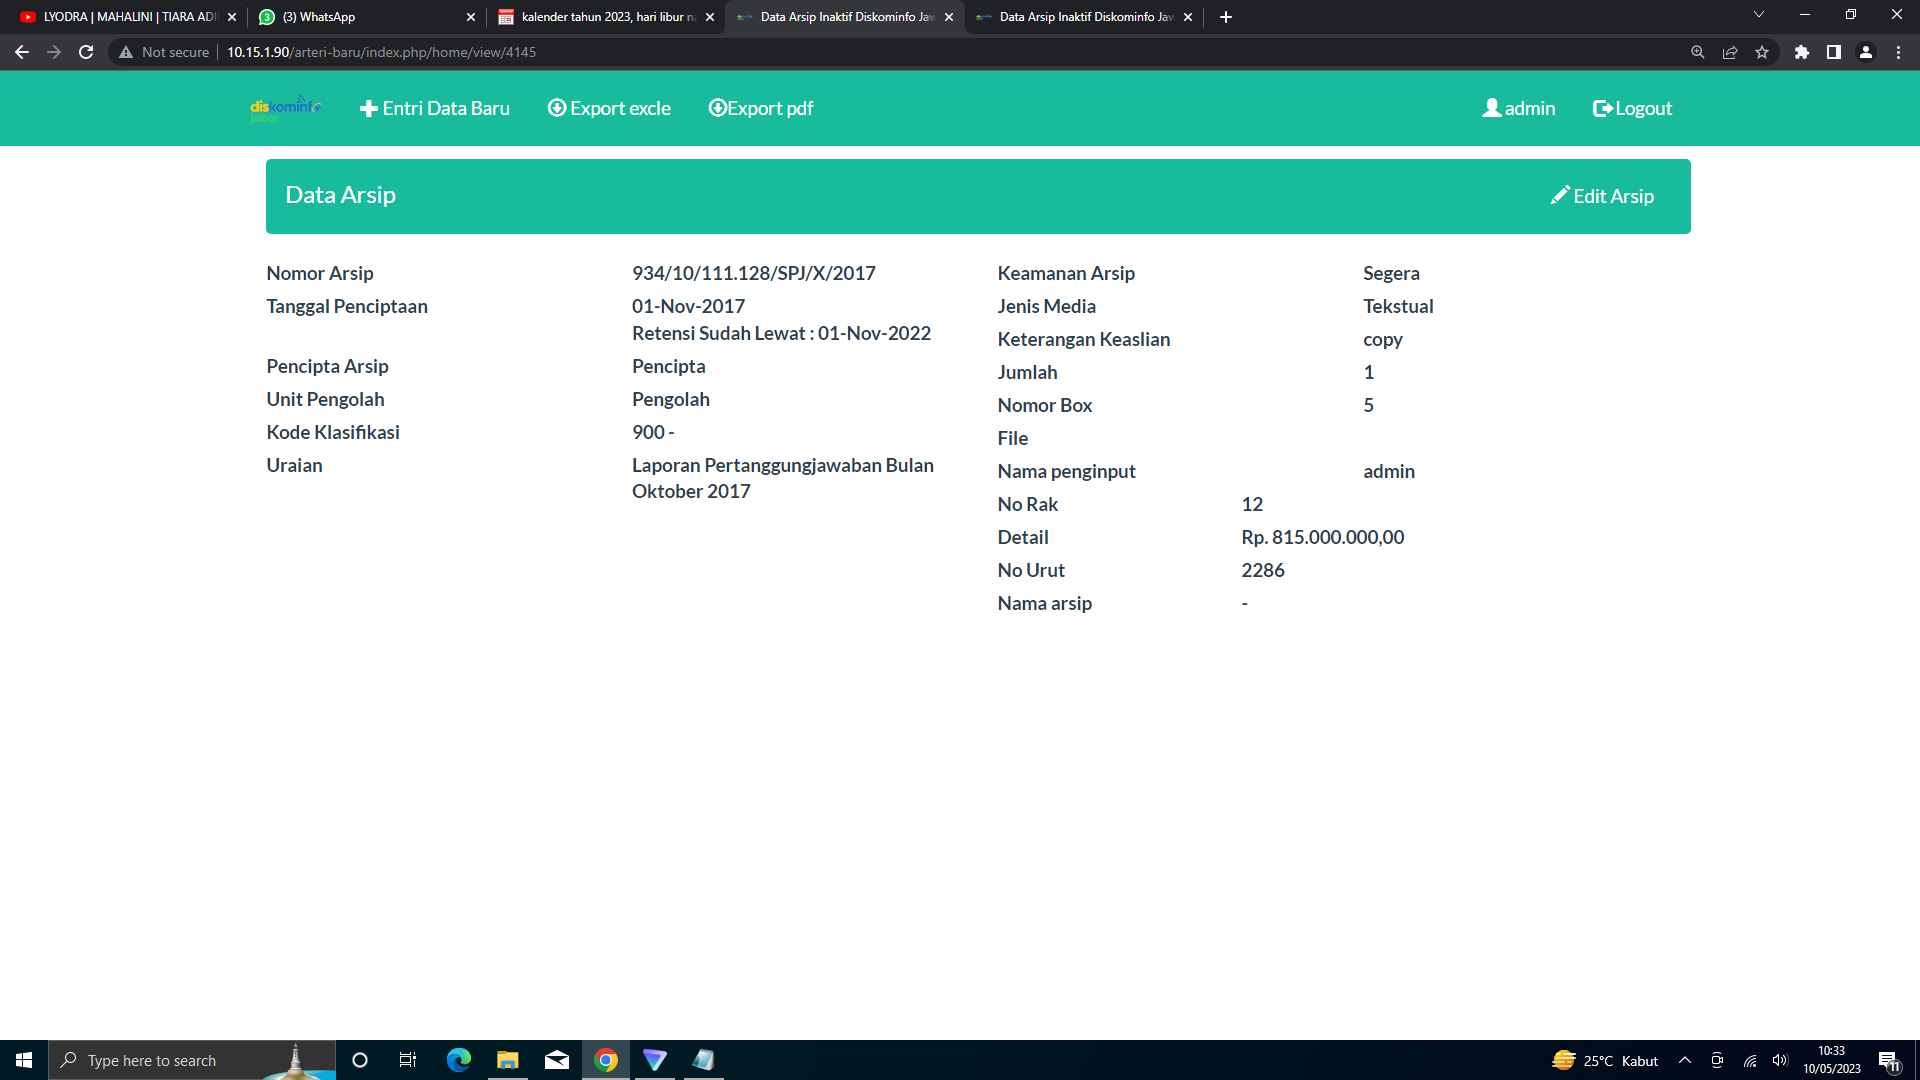 LYODRA | MAHALINI | TIARA ADI
(3) WhatsApp
kalender tahun 2023, hari libur na
Data Arsip Inaktif Diskominfo Jaw
Data Arsip Inaktif Diskominfo Jaw
Not secure
10.15.1.90/arteri-baru/index.php/home/view/4145
diskominfo
jabar
Entri Data Baru
Export excle
Export pdf
admin
Logout
Data Arsip
Edit Arsip
Nomor Arsip 934/10/111.128/SPJ/X/2017
Tanggal Penciptaan 01-Nov-2017
Retensi Sudah Lewat : 01-Nov-2022
Pencipta Arsip Pencipta
Unit Pengolah Pengolah
Kode Klasifikasi 900 -
Uraian Laporan Pertanggungjawaban Bulan
Oktober 2017
Keamanan Arsip Segera
Jenis Media Tekstual
Keterangan Keaslian copy
Jumlah 1
Nomor Box 5
File
Nama penginput admin
No Rak 12
Detail Rp. 815.000.000,00
No Urut 2286
Nama arsip -
Type here to search
25°C Kabut
10:33
10/05/2023
11